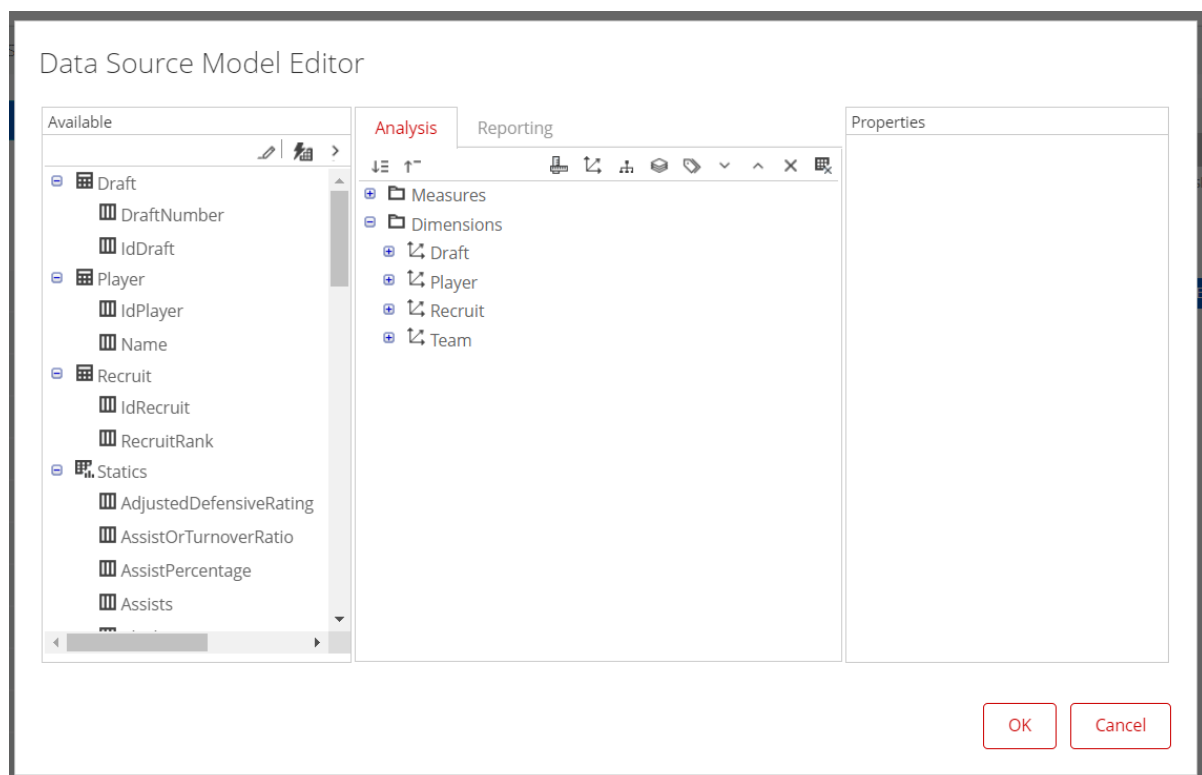 Data Source Model Editor
Available
Draft
DraftNumber
IdDraft
Player
IdPlayer
Name
Recruit
IdRecruit
RecruitRank
Statics
AdjustedDefensiveRating
AssistOrTurnoverRatio
AssistPercentage
Assists
Analysis
Reporting
Measures
Dimensions
Draft
Player
Recruit
Team
Properties
OK
Cancel